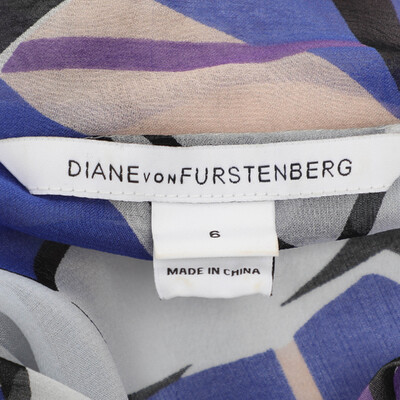 DIANE VON FURSTENBERG
6
MADE IN CHINA